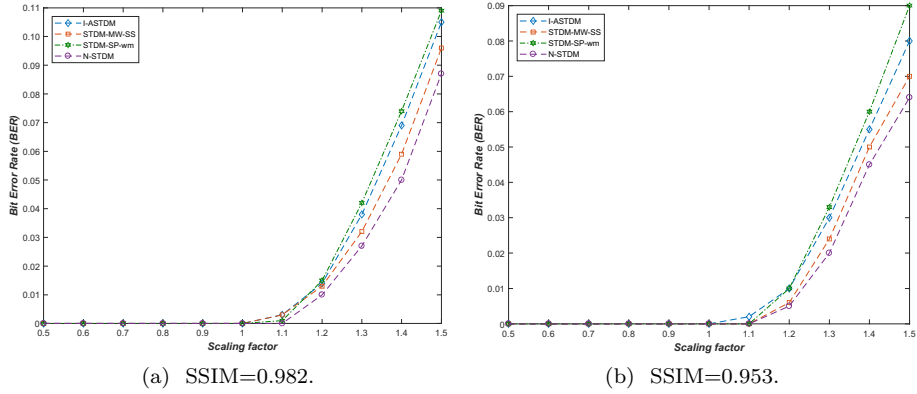 0.11
0.1
0.09
0.08
0.07
0.06
0.05
0.04
0.03
0.02
0.01
0
Bit Error Rate (BER)
I-ASTDM
STDM-MW-SS
STDM-SP-wm
N-STDM
0.5 0.6 0.7 0.8 0.9 1 1.1 1.2 1.3 1.4 1.5
Scaling factor
(a) SSIM=0.982.
0.09
0.08
0.07
0.06
0.05
0.04
0.03
0.02
0.01
0
Bit Error Rate (BER)
I-ASTDM
STDM-MW-SS
STDM-SP-wm
N-STDM
0.5 0.6 0.7 0.8 0.9 1 1.1 1.2 1.3 1.4 1.5
Scaling factor
(b) SSIM=0.953.